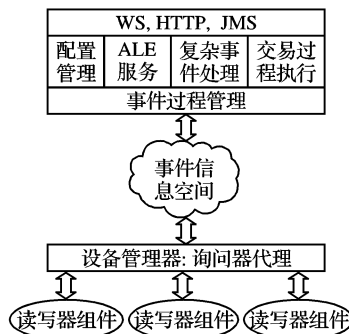 WS, HTTP, JMS
配置
管理
ALE
服务
复杂事
件处理
交易过
程执行
事件过程管理
事件信
息空间
设备管理器: 询问器代理
读写器组件
读写器组件
读写器组件